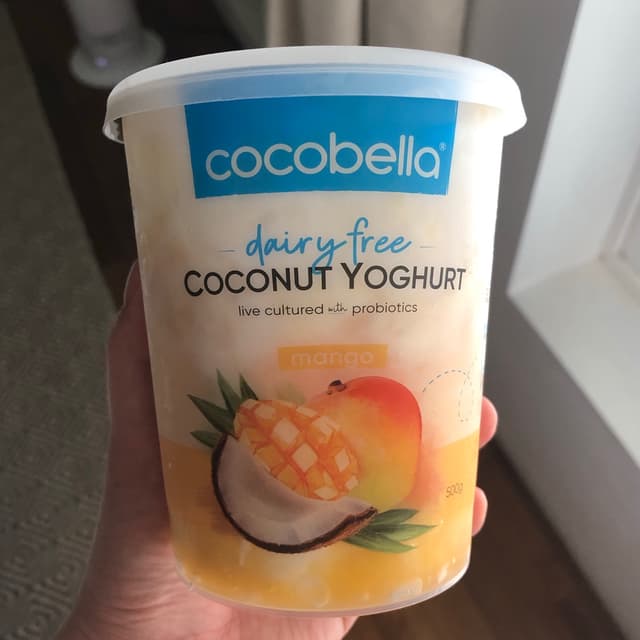 cocobella®
dairy free
COCONUT YOGHURT
live cultured with probiotics
mango
500g